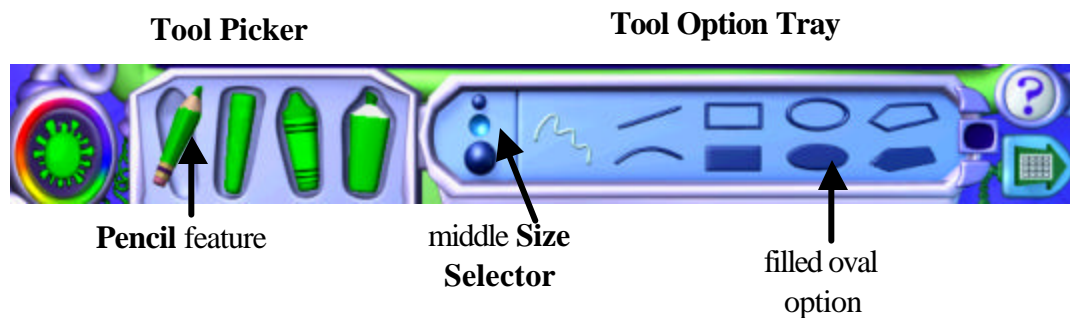 Tool Picker
Tool Option Tray
?
Pencil feature
middle Size
Selector
filled oval
option